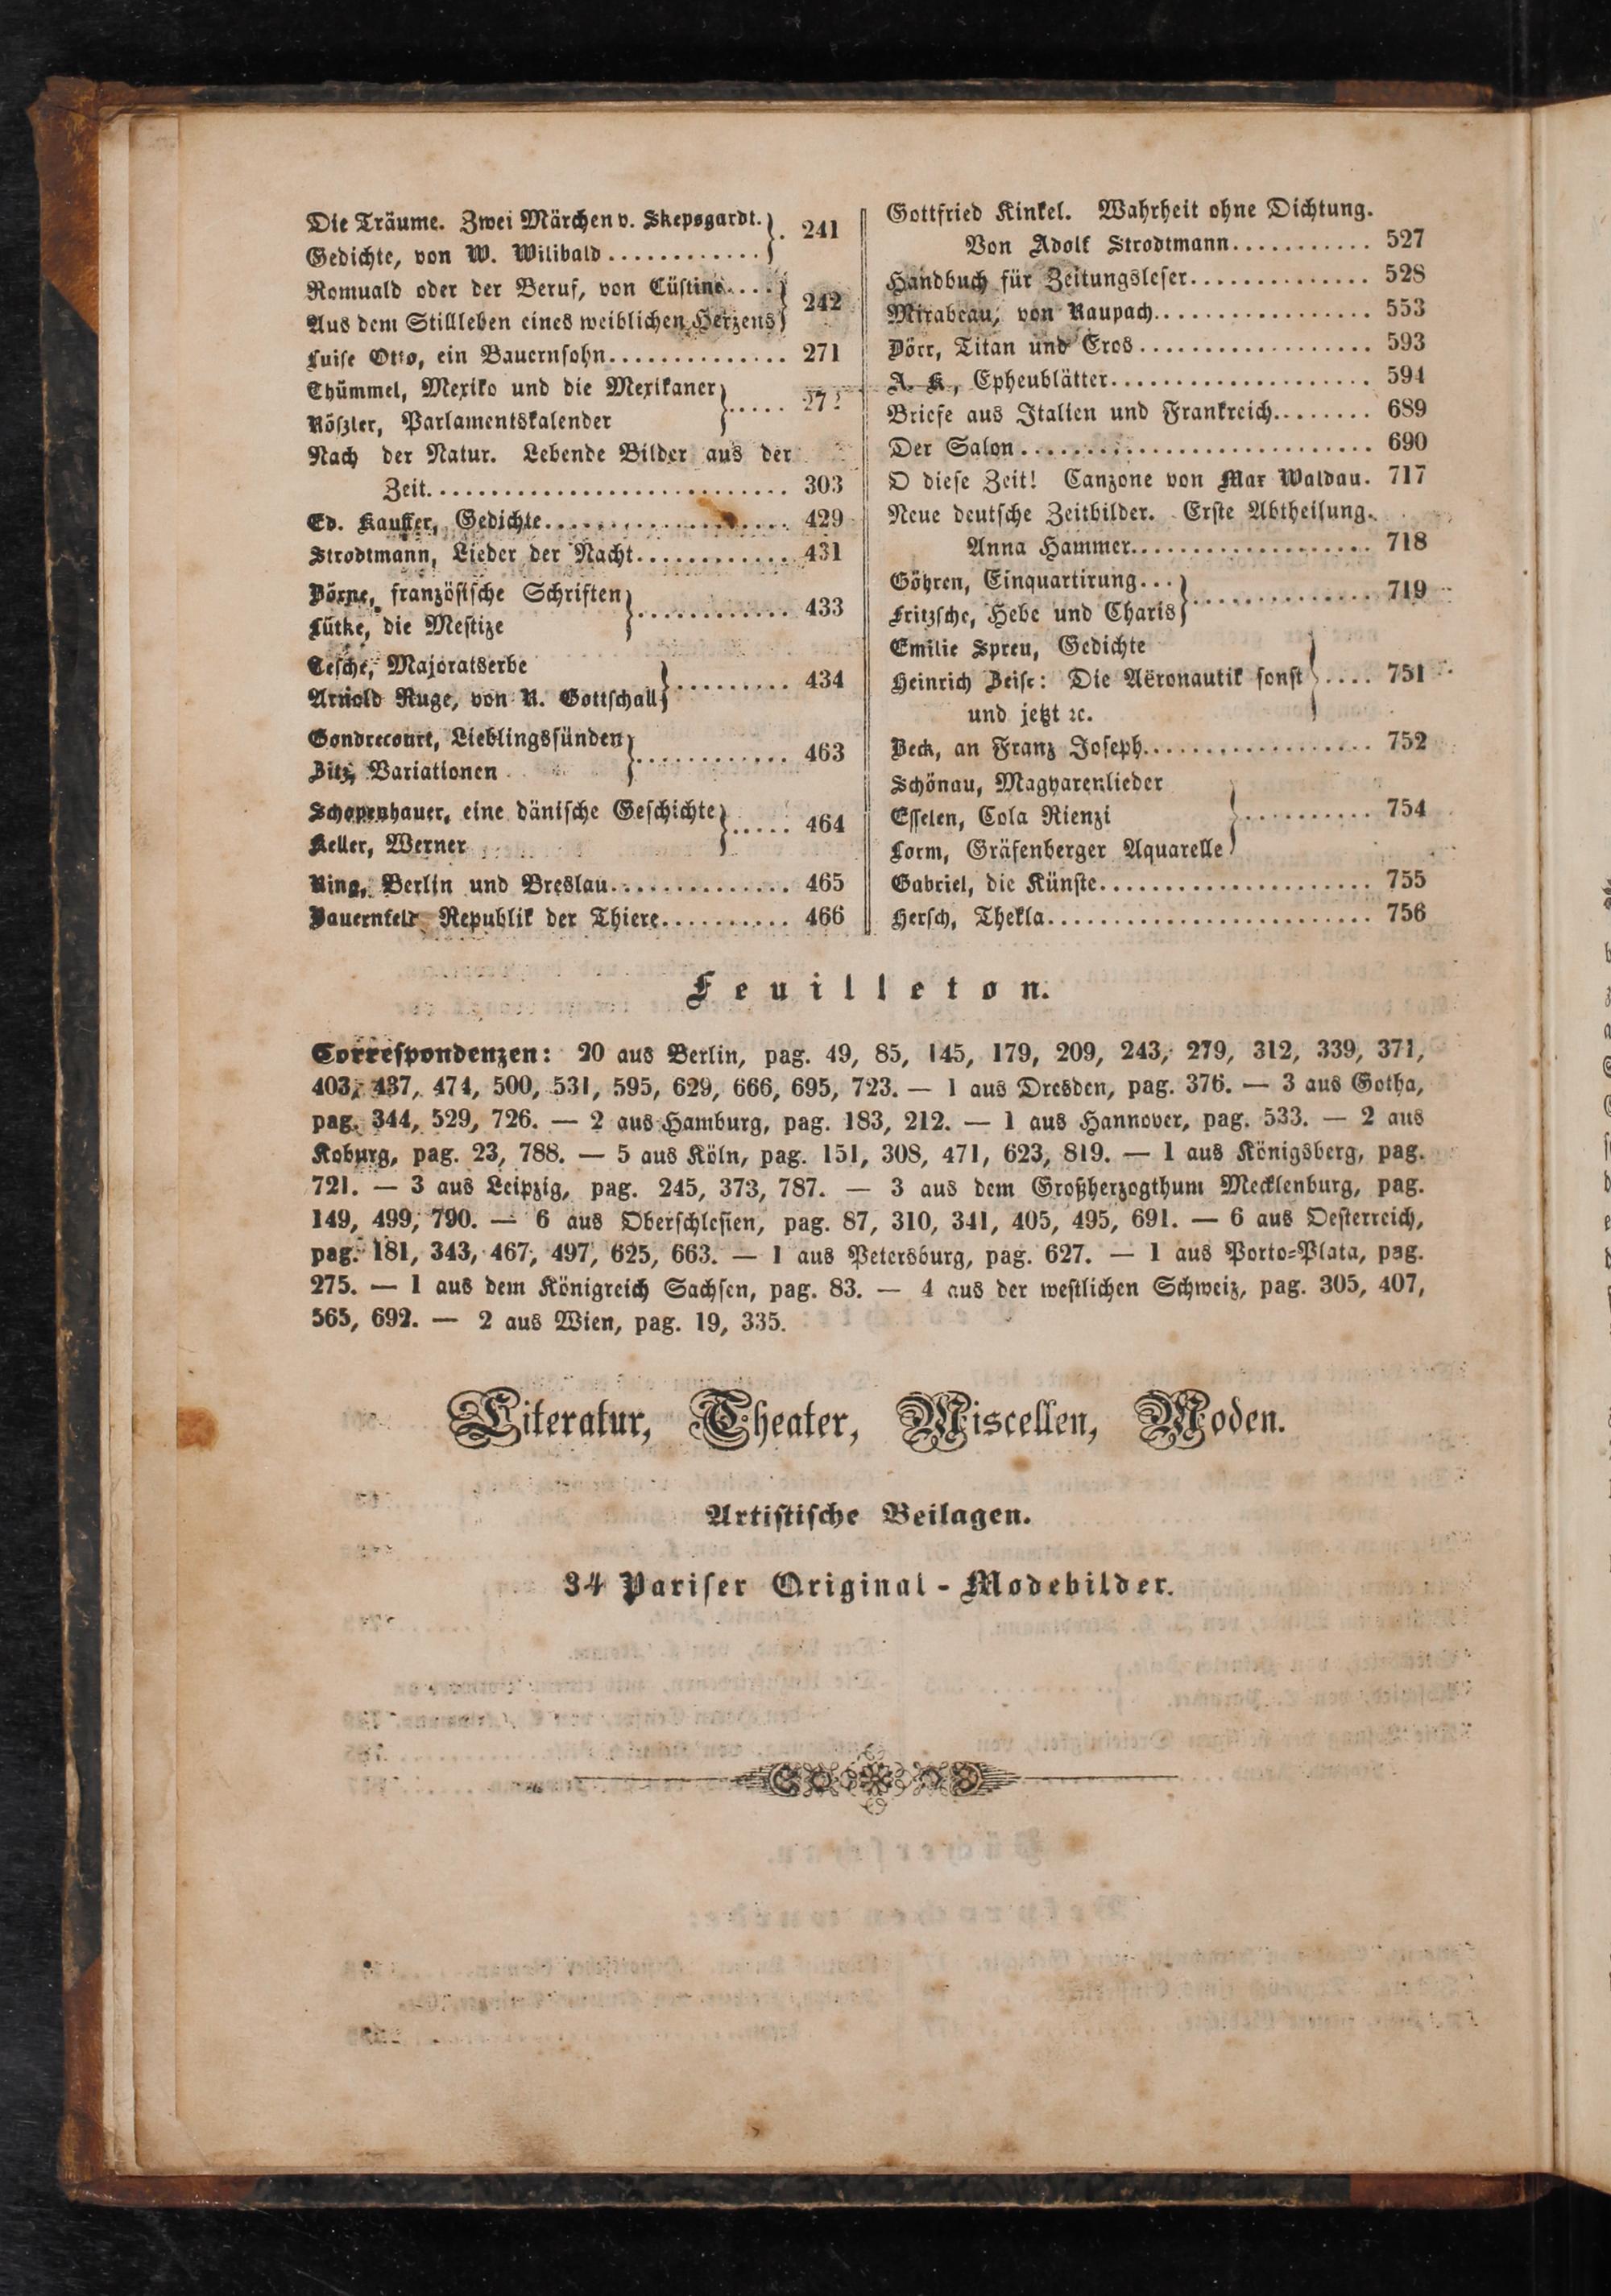 Die Träume. Zwei Märchen v. Skepsgardt. } . 241
Gedichte, von W. Wilibald ............ }
Romuald oder der Beruf, von Cüstine .... } 242
Aus dem Stillleben eines weiblichen Herzens }
Luise Otto, ein Bauernsohn .............. 271
Thümmel, Mexiko und die Mexikaner } .....
Rößler, Parlamentskalender }
Nach der Natur. Lebende Bilder aus der
Zeit ............................ 303
Ed. Kauffer, Gedichte ................... 429
Strodtmann, Lieder der Nacht ............ 431
Börne, französische Schriften } ............ 433
Lütke, die Mestize }
Tesche, Majoratserbe } ......... 434
Arnold Ruge, von R. Gottschall }
Gondrecourt, Lieblingssünden } ............ 463
Zitz, Variationen }
Schopenhauer, eine dänische Geschichte } ..... 464
Keller, Werner }
Ring, Berlin und Breslau .............. 465
Bauernfeld, Republik der Thiere .......... 466
Gottfried Kinkel. Wahrheit ohne Dichtung.
Von Adolf Strodtmann ........... 527
Handbuch für Zeitungsleser .............. 528
Mirabeau, von Raupach ................. 553
Dörr, Titan und Eros .................. 593
A. K., Epheublätter .................... 594
Briefe aus Italien und Frankreich ........ 689
Der Salon ............................ 690
O diese Zeit! Canzone von Max Waldau. 717
Neue deutsche Zeitbilder. Erste Abtheilung.
Anna Hammer ................... 718
Göhren, Einquartirung ... } .............. 719
Fritzsche, Hebe und Charis }
Emilie Spreu, Gedichte
Heinrich Beise: Die Aëronautik sonst } .... 751
und jetzt ꝛc.
Beck, an Franz Joseph .................. 752
Schönau, Magyarenlieder
Esselen, Cola Rienzi } .......... 754
Lorm, Gräfenberger Aquarelle
Gabriel, die Künste ..................... 755
Hersch, Thekla ......................... 756
Feuilleton.
Correspondenzen: 20 aus Berlin, pag. 49, 85, 145, 179, 209, 243, 279, 312, 339, 371,
403, 437, 474, 500, 531, 595, 629, 666, 695, 723. — 1 aus Dresden, pag. 376. — 3 aus Gotha,
pag. 344, 529, 726. — 2 aus Hamburg, pag. 183, 212. — 1 aus Hannover, pag. 533. — 2 aus
Koburg, pag. 23, 788. — 5 aus Köln, pag. 151, 308, 471, 623, 819. — 1 aus Königsberg, pag.
721. — 3 aus Leipzig, pag. 245, 373, 787. — 3 aus dem Großherzogthum Mecklenburg, pag.
149, 499, 790. — 6 aus Oberschlesien, pag. 87, 310, 341, 405, 495, 691. — 6 aus Oesterreich,
pag. 181, 343, 467, 497, 625, 663. — 1 aus Petersburg, pag. 627. — 1 aus Porto=Plata, pag.
275. — 1 aus dem Königreich Sachsen, pag. 83. — 4 aus der westlichen Schweiz, pag. 305, 407,
565, 692. — 2 aus Wien, pag. 19, 335.
Literatur, Theater, Miscellen, Moden.
Artistische Beilagen.
34 Pariser Original - Modebilder.